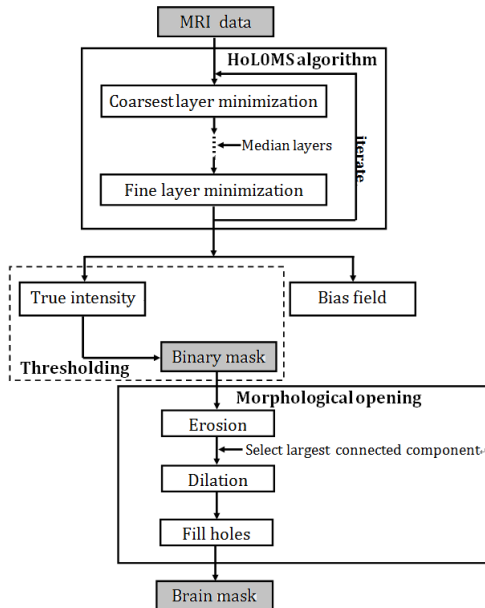 MRI data
HoL0MS algorithm
Coarsest layer minimization
Median layers
iterate
Fine layer minimization
True intensity
Bias field
Binary mask
Thresholding
Morphological opening
Erosion
Select largest connected component
Dilation
Fill holes
Brain mask